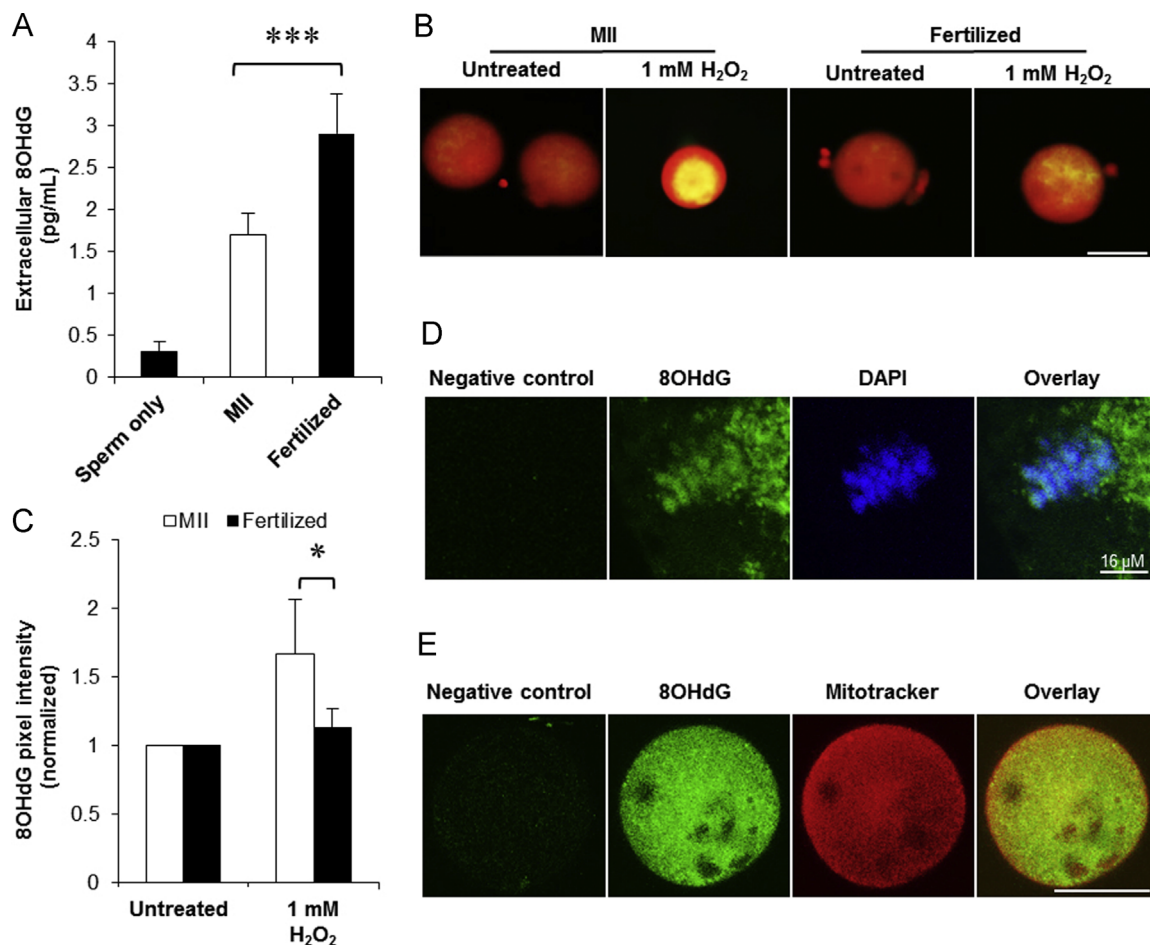 A
Extracellular 8OHdG
(pg/mL)
4
3.5
3
2.5
2
1.5
1
0.5
0
***
Sperm only
MII
Fertilized
B
MII
Fertilized
Untreated
1 mM H₂O₂
Untreated
1 mM H₂O₂
C
MII
Fertilized
8OHdG pixel intensity
(normalized)
2.5
2
1.5
1
0.5
0
*
Untreated
1 mM
H₂O₂
D
Negative control
8OHdG
DAPI
Overlay
16 µM
E
Negative control
8OHdG
Mitotracker
Overlay